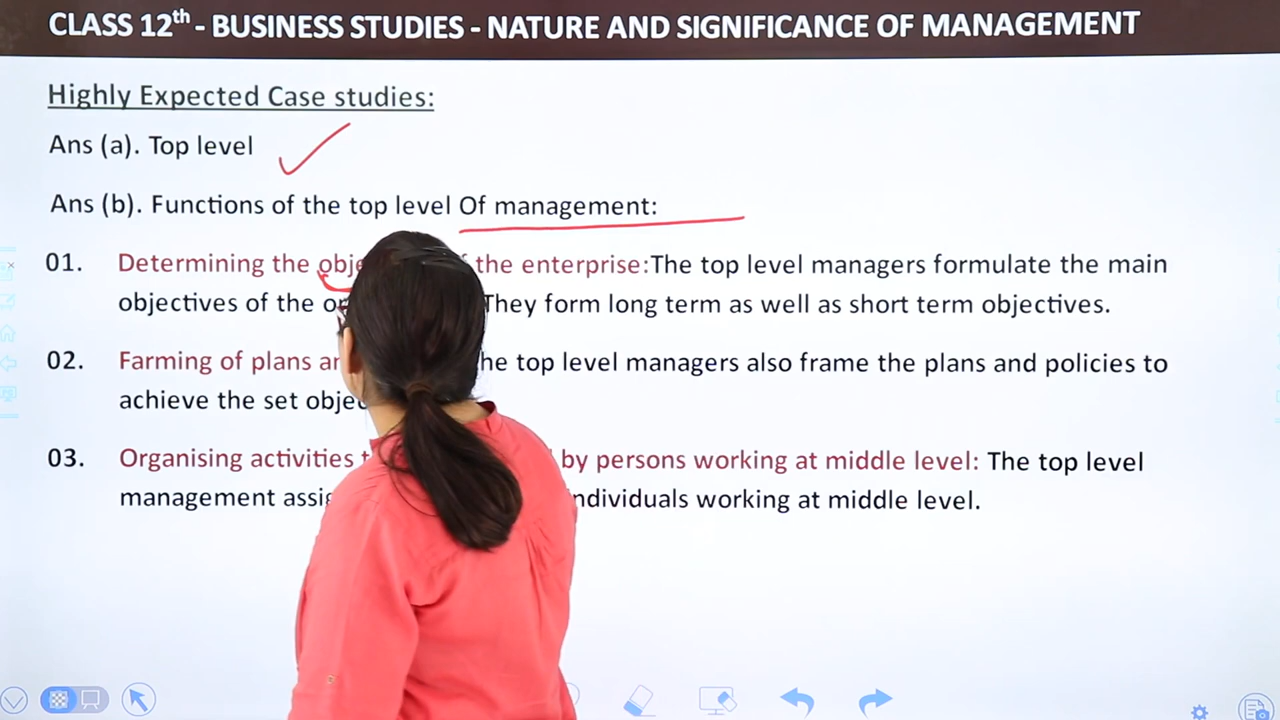 CLASS 12th - BUSINESS STUDIES - NATURE AND SIGNIFICANCE OF MANAGEMENT
Highly Expected Case studies:
Ans (a). Top level
Ans (b). Functions of the top level Of management:
01. Determining the the enterprise:The top level managers formulate the main
objectives of the They form long term as well as short term objectives.
02. Farming of plans top level managers also frame the plans and policies to
achieve the set
03. Organising activities by persons working at middle level: The top level
management individuals working at middle level.